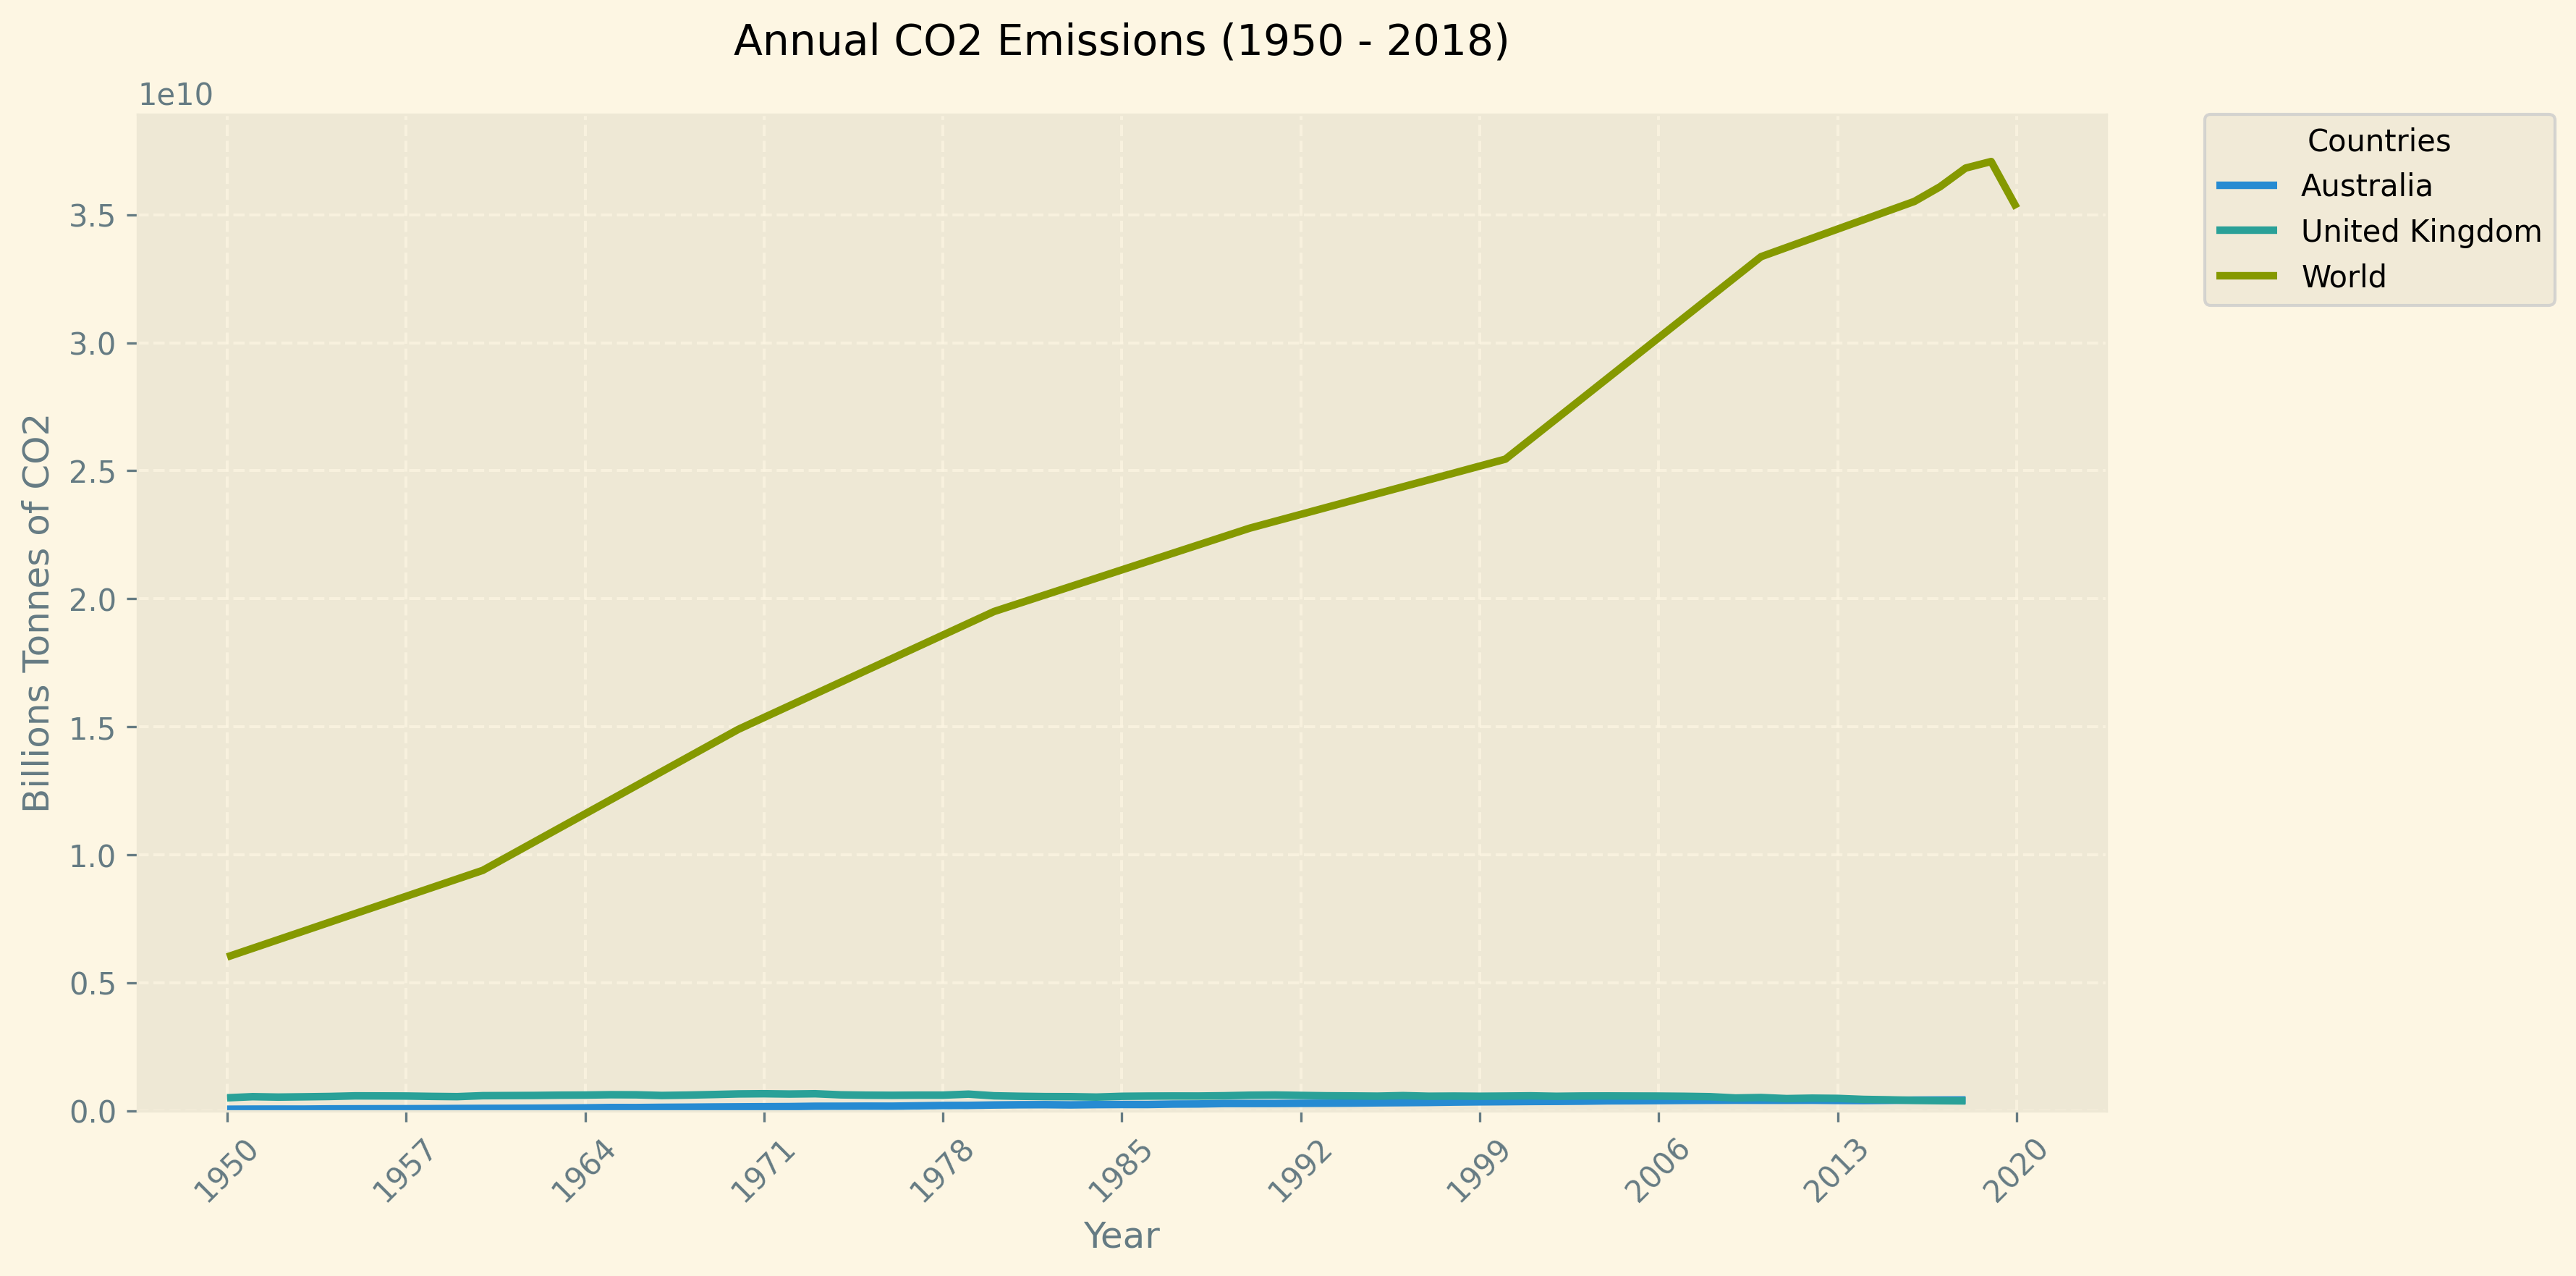 Annual CO2 Emissions (1950 - 2018)
1e10
Countries
Australia
United Kingdom
World
Billions Tonnes of CO2
3.5
3.0
2.5
2.0
1.5
1.0
0.5
0.0
1950
1957
1964
1971
1978
1985
1992
1999
2006
2013
2020
Year